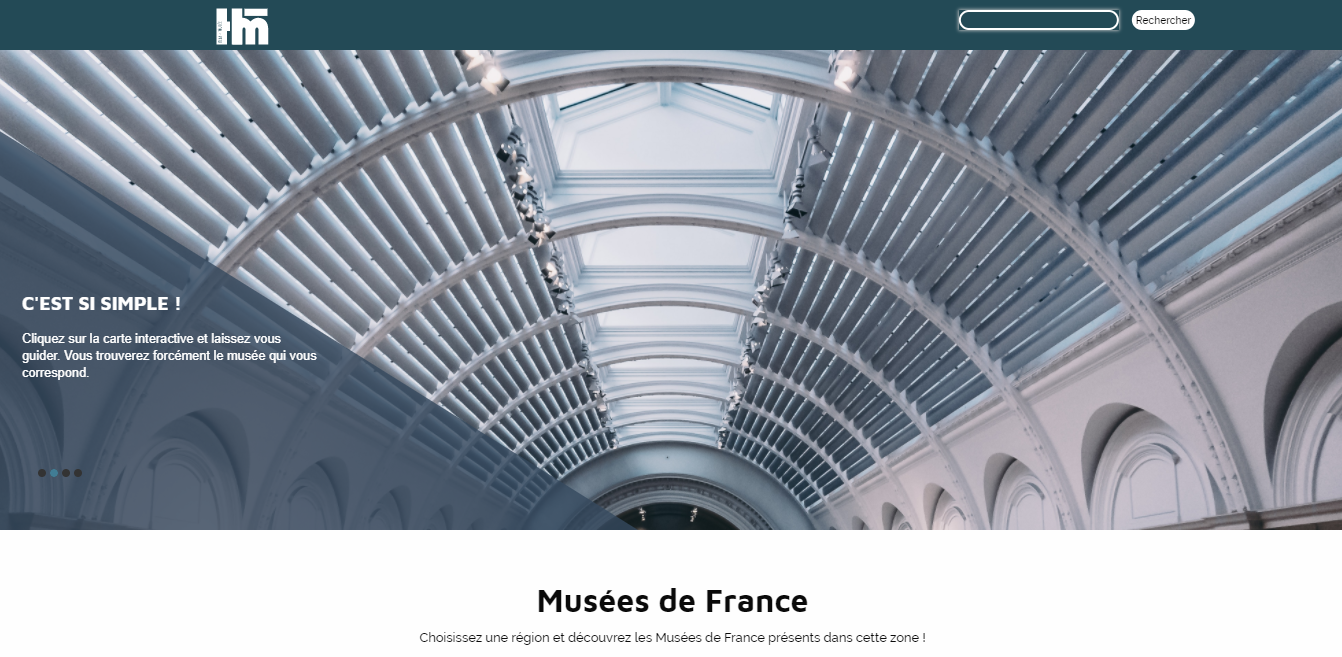 Rechercher
C'EST SI SIMPLE !
Cliquez sur la carte interactive et laissez vous
guider. Vous trouverez forcément le musée qui vous
correspond.
Musées de France
Choisissez une région et découvrez les Musées de France présents dans cette zone !